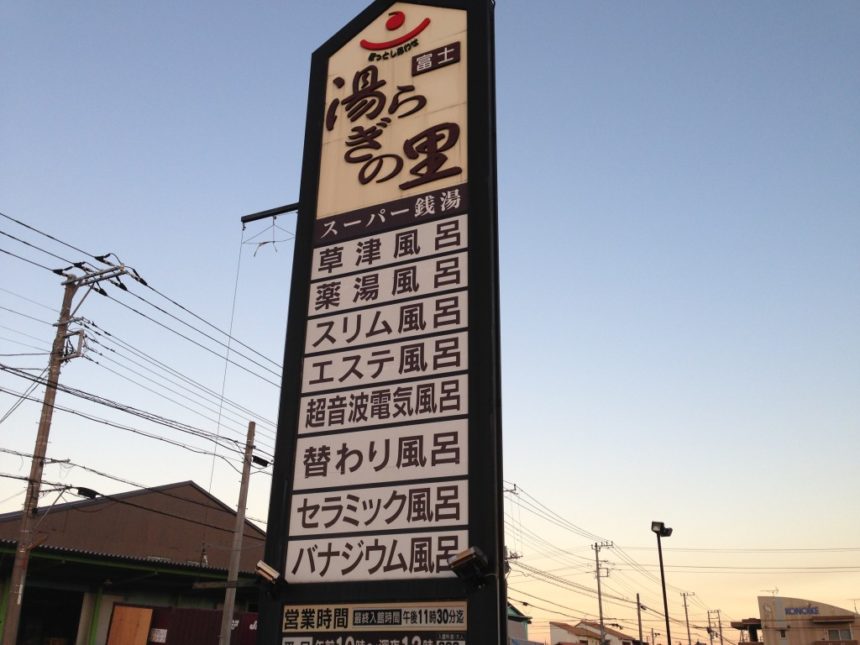 ほっとしあわせ
富士
湯らぎの里
スーパー銭湯
草津風呂
薬湯風呂
スリム風呂
エステ風呂
超音波電気風呂
替わり風呂
セラミック風呂
バナジウム風呂
営業時間 最終入館時間 午後11時30分迄
KONOIKE